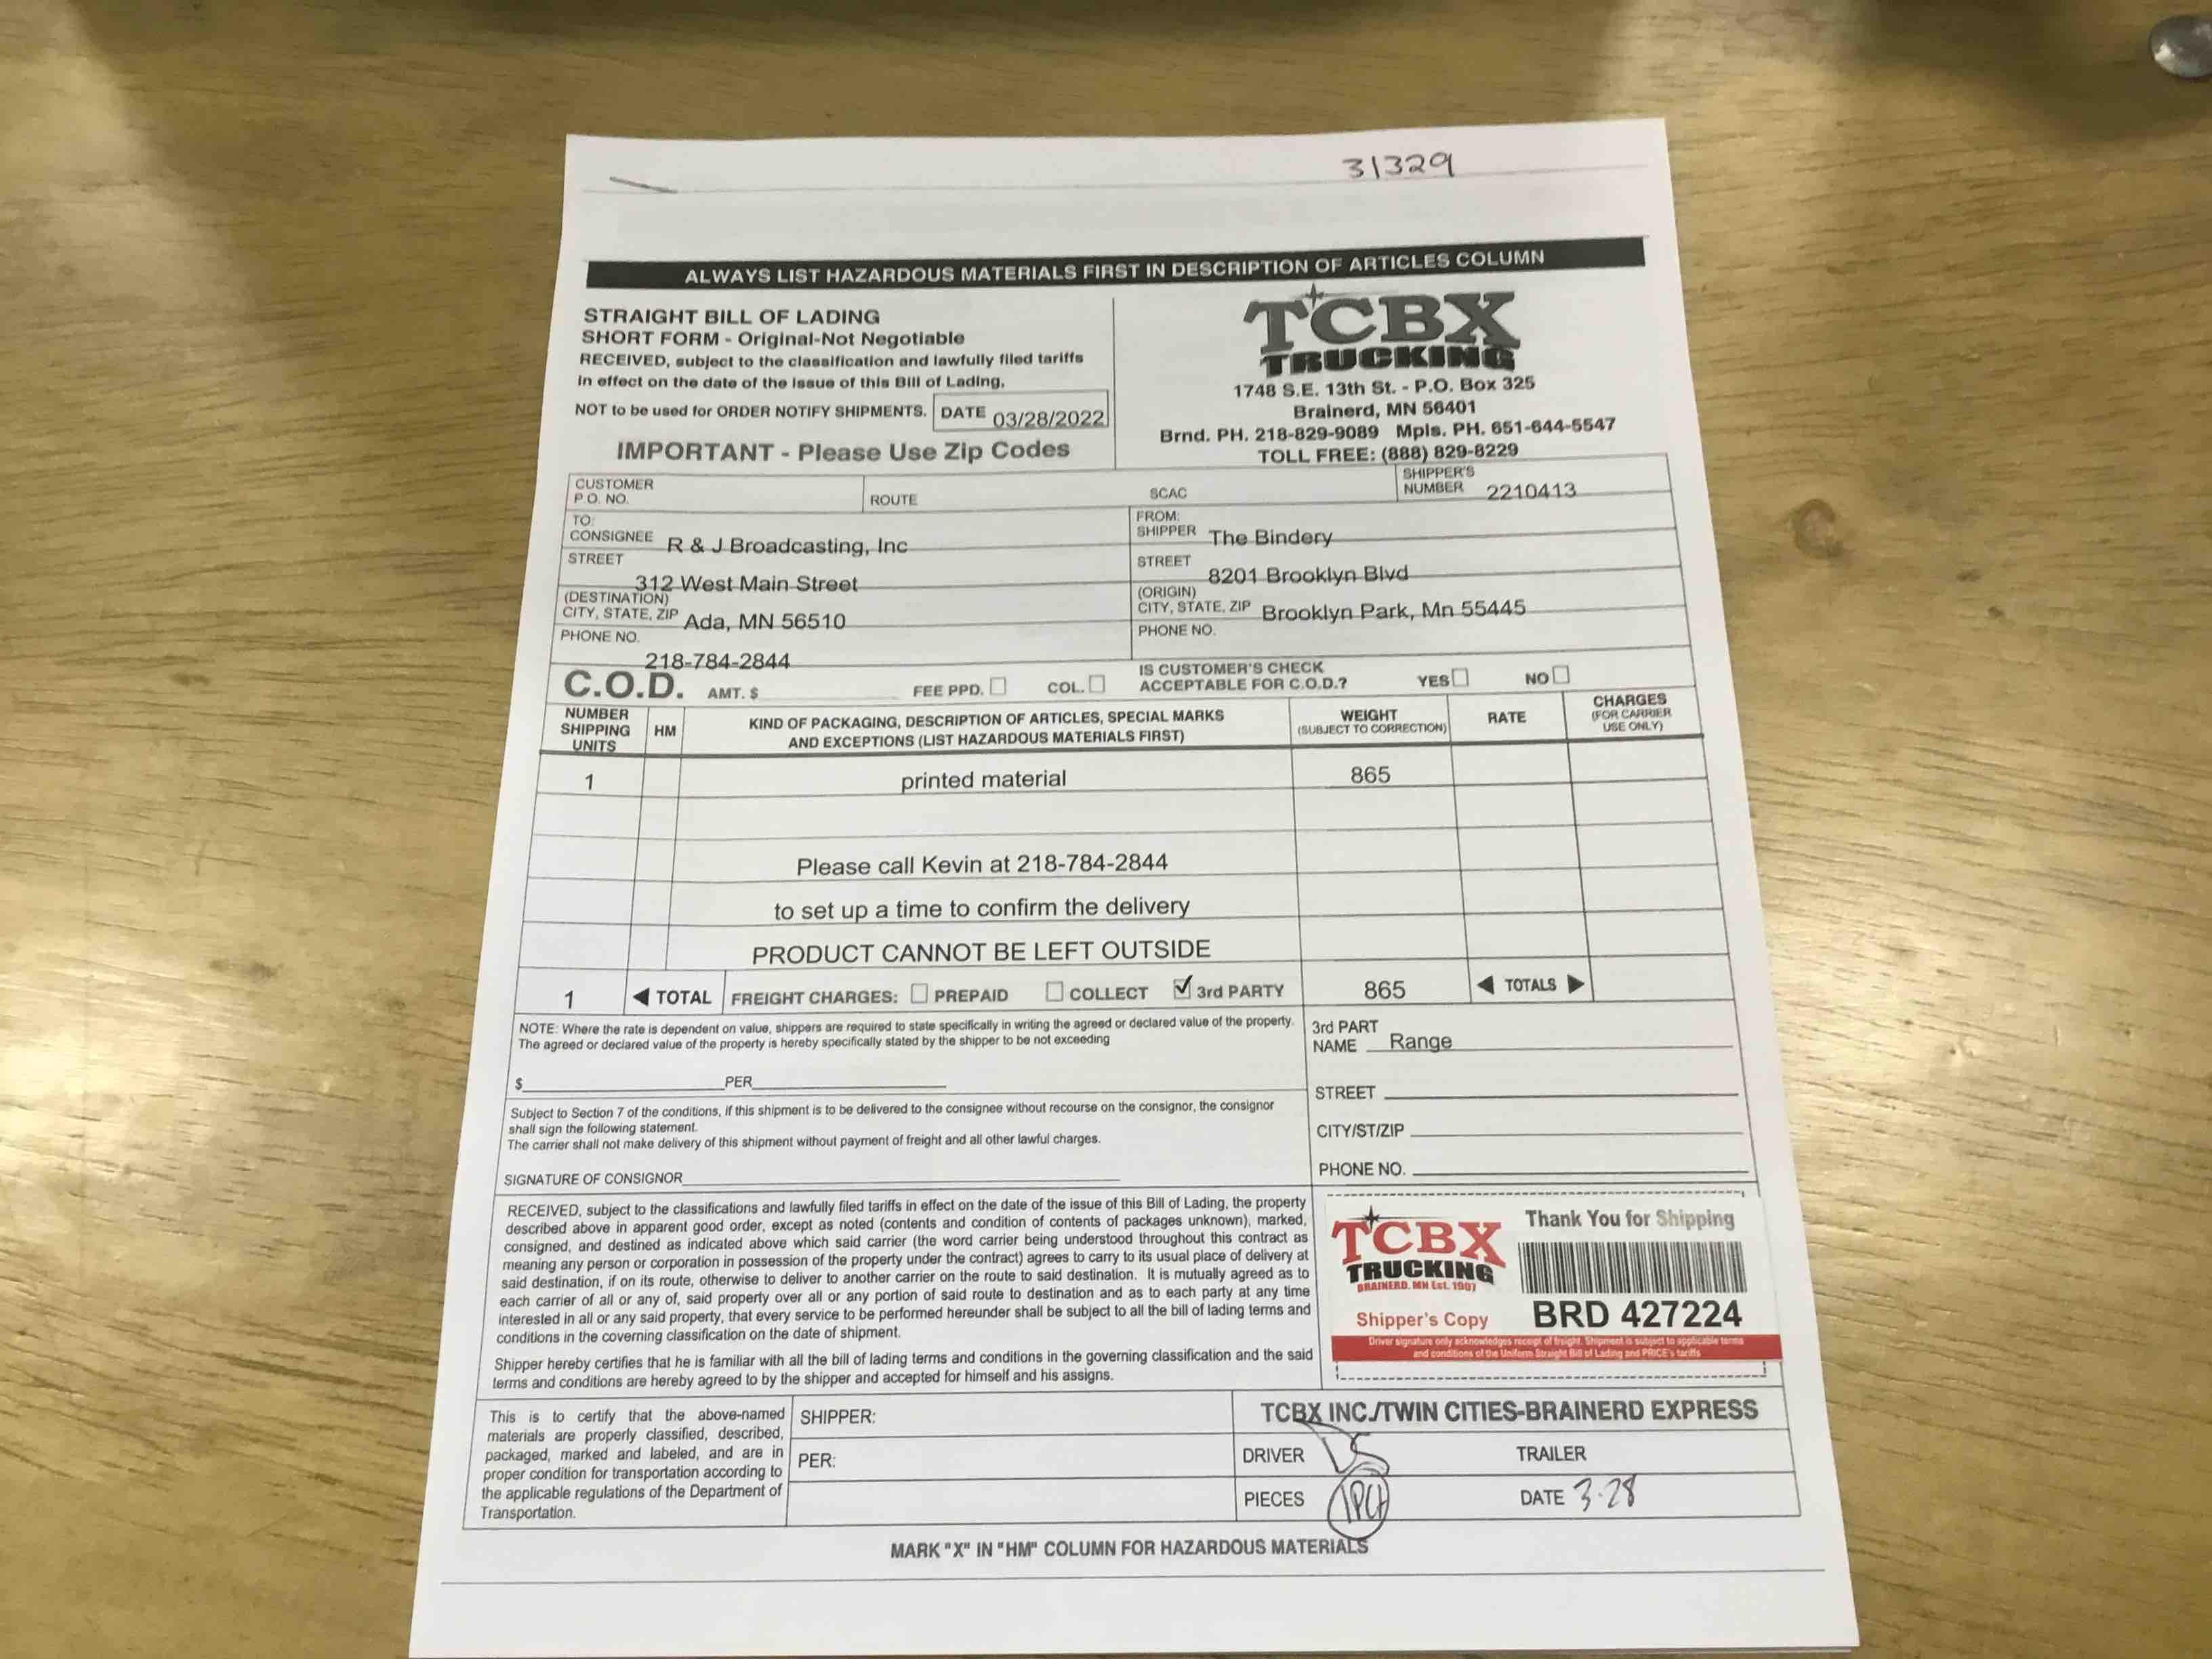 31329
ALWAYS LIST HAZARDOUS MATERIALS FIRST IN DESCRIPTION OF ARTICLES COLUMN
STRAIGHT BILL OF LADING
SHORT FORM - Original-Not Negotiable
RECEIVED, subject to the classification and lawfully filed tariffs
in effect on the date of the issue of this Bill of Lading.
NOT to be used for ORDER NOTIFY SHIPMENTS. DATE 03/28/2022
IMPORTANT - Please Use Zip Codes
TCBX
TRUCKING
1748 S.E. 13th St. - P.O. Box 325
Brainerd, MN 56401
Brnd. PH. 218-829-9089 Mpls. PH. 651-644-5547
TOLL FREE: (888) 829-8229
CUSTOMER
P.O. NO.
ROUTE
SCAC
SHIPPER'S
NUMBER 2210413
TO:
CONSIGNEE R & J Broadcasting, Inc
STREET
312 West Main Street
(DESTINATION)
CITY, STATE, ZIP Ada, MN 56510
PHONE NO.
218-784-2844
FROM:
SHIPPER The Bindery
STREET
8201 Brooklyn Blvd
(ORIGIN)
CITY, STATE, ZIP Brooklyn Park, Mn 55445
PHONE NO.
C.O.D. AMT. $ FEE PPD. COL.
IS CUSTOMER'S CHECK
ACCEPTABLE FOR C.O.D.? YES NO
NUMBER
SHIPPING
UNITS
HM
KIND OF PACKAGING, DESCRIPTION OF ARTICLES, SPECIAL MARKS
AND EXCEPTIONS (LIST HAZARDOUS MATERIALS FIRST)
WEIGHT
(SUBJECT TO CORRECTION)
RATE
CHARGES
(FOR CARRIER
USE ONLY)
1 printed material 865
Please call Kevin at 218-784-2844
to set up a time to confirm the delivery
PRODUCT CANNOT BE LEFT OUTSIDE
1 ◀ TOTAL FREIGHT CHARGES: ☐ PREPAID ☐ COLLECT ☑ 3rd PARTY 865 ◀ TOTALS ▶
NOTE: Where the rate is dependent on value, shippers are required to state specifically in writing the agreed or declared value of the property.
The agreed or declared value of the property is hereby specifically stated by the shipper to be not exceeding
$ PER
Subject to Section 7 of the conditions, if this shipment is to be delivered to the consignee without recourse on the consignor, the consignor
shall sign the following statement.
The carrier shall not make delivery of this shipment without payment of freight and all other lawful charges.
SIGNATURE OF CONSIGNOR
3rd PART
NAME Range
STREET
CITY/ST/ZIP
PHONE NO.
RECEIVED, subject to the classifications and lawfully filed tariffs in effect on the date of the issue of this Bill of Lading, the property
described above in apparent good order, except as noted (contents and condition of contents of packages unknown), marked,
consigned, and destined as indicated above which said carrier (the word carrier being understood throughout this contract as
meaning any person or corporation in possession of the property under the contract) agrees to carry to its usual place of delivery at
said destination, if on its route, otherwise to deliver to another carrier on the route to said destination. It is mutually agreed as to
each carrier of all or any of, said property over all or any portion of said route to destination and as to each party at any time
interested in all or any said property, that every service to be performed hereunder shall be subject to all the bill of lading terms and
conditions in the coverning classification on the date of shipment.
Shipper hereby certifies that he is familiar with all the bill of lading terms and conditions in the governing classification and the said
terms and conditions are hereby agreed to by the shipper and accepted for himself and his assigns.
TCBX
TRUCKING
BRAINERD, MN Est. 1907
Shipper's Copy
Thank You for Shipping
BRD 427224
Driver signature only acknowledges receipt of freight. Shipment is subject to applicable terms
and conditions of the Uniform Straight Bill of Lading and PRICE's tariffs
This is to certify that the above-named
materials are properly classified, described,
packaged, marked and labeled, and are in
proper condition for transportation according to
the applicable regulations of the Department of
Transportation.
SHIPPER:
PER:
TCBX INC./TWIN CITIES-BRAINERD EXPRESS
DRIVER TRAILER
PIECES DATE 3-28
MARK "X" IN "HM" COLUMN FOR HAZARDOUS MATERIALS